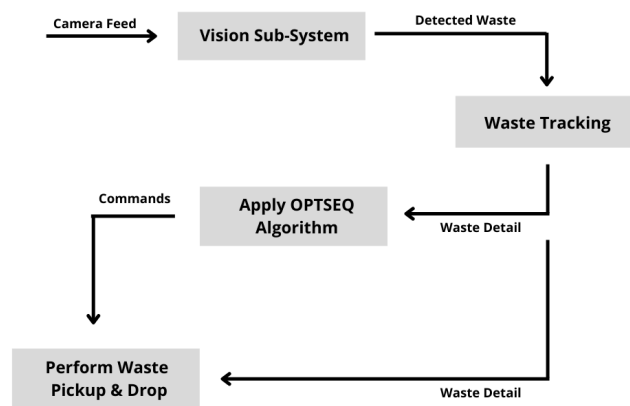 Camera Feed
Vision Sub-System
Detected Waste
Waste Tracking
Commands
Apply OPTSEQ
Algorithm
Waste Detail
Perform Waste
Pickup & Drop
Waste Detail